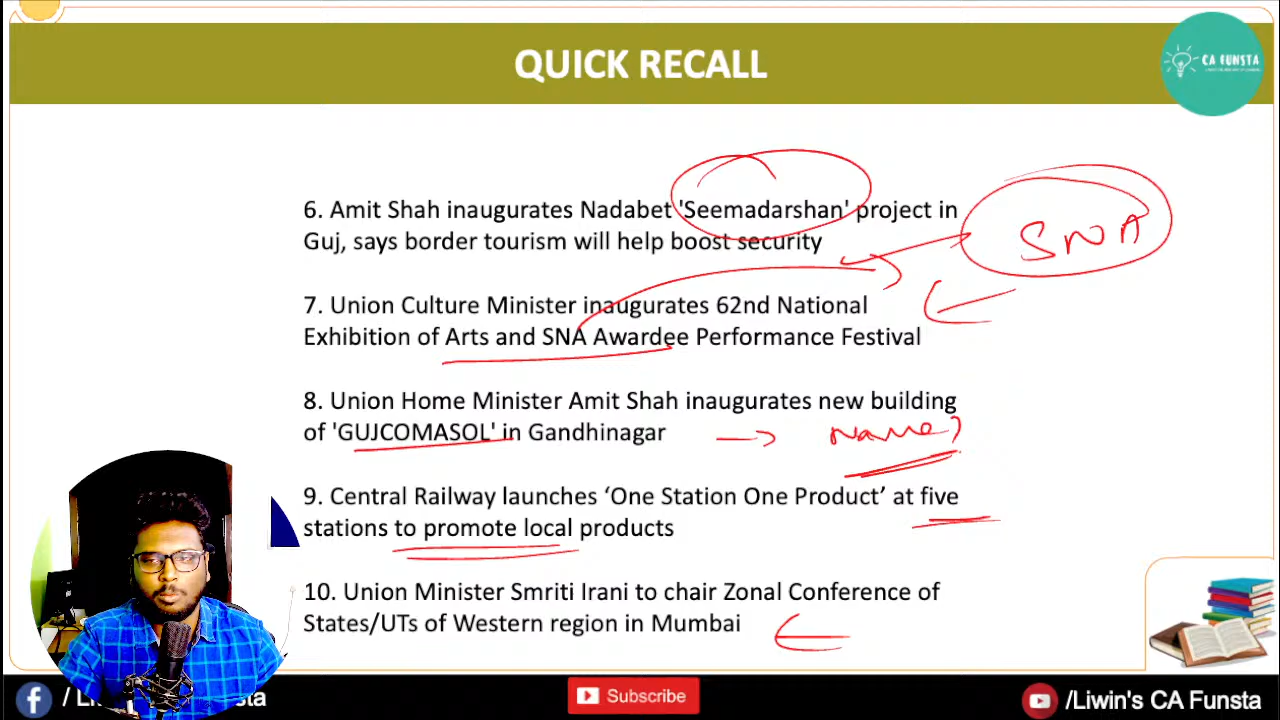 QUICK RECALL
CA FUNSTA
6. Amit Shah inaugurates Nadabet 'Seemadarshan' project in
Guj, says border tourism will help boost security
SNA
7. Union Culture Minister inaugurates 62nd National
Exhibition of Arts and SNA Awardee Performance Festival
8. Union Home Minister Amit Shah inaugurates new building
of 'GUJCOMASOL' in Gandhinagar
Name?
9. Central Railway launches ‘One Station One Product’ at five
stations to promote local products
10. Union Minister Smriti Irani to chair Zonal Conference of
States/UTs of Western region in Mumbai
Subscribe
/Liwin's CA Funsta